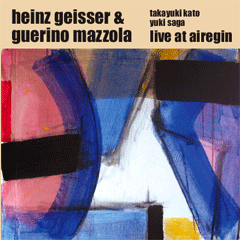 heinz geisser &
guerino mazzola
takayuki kato
yuki saga
live at airegin